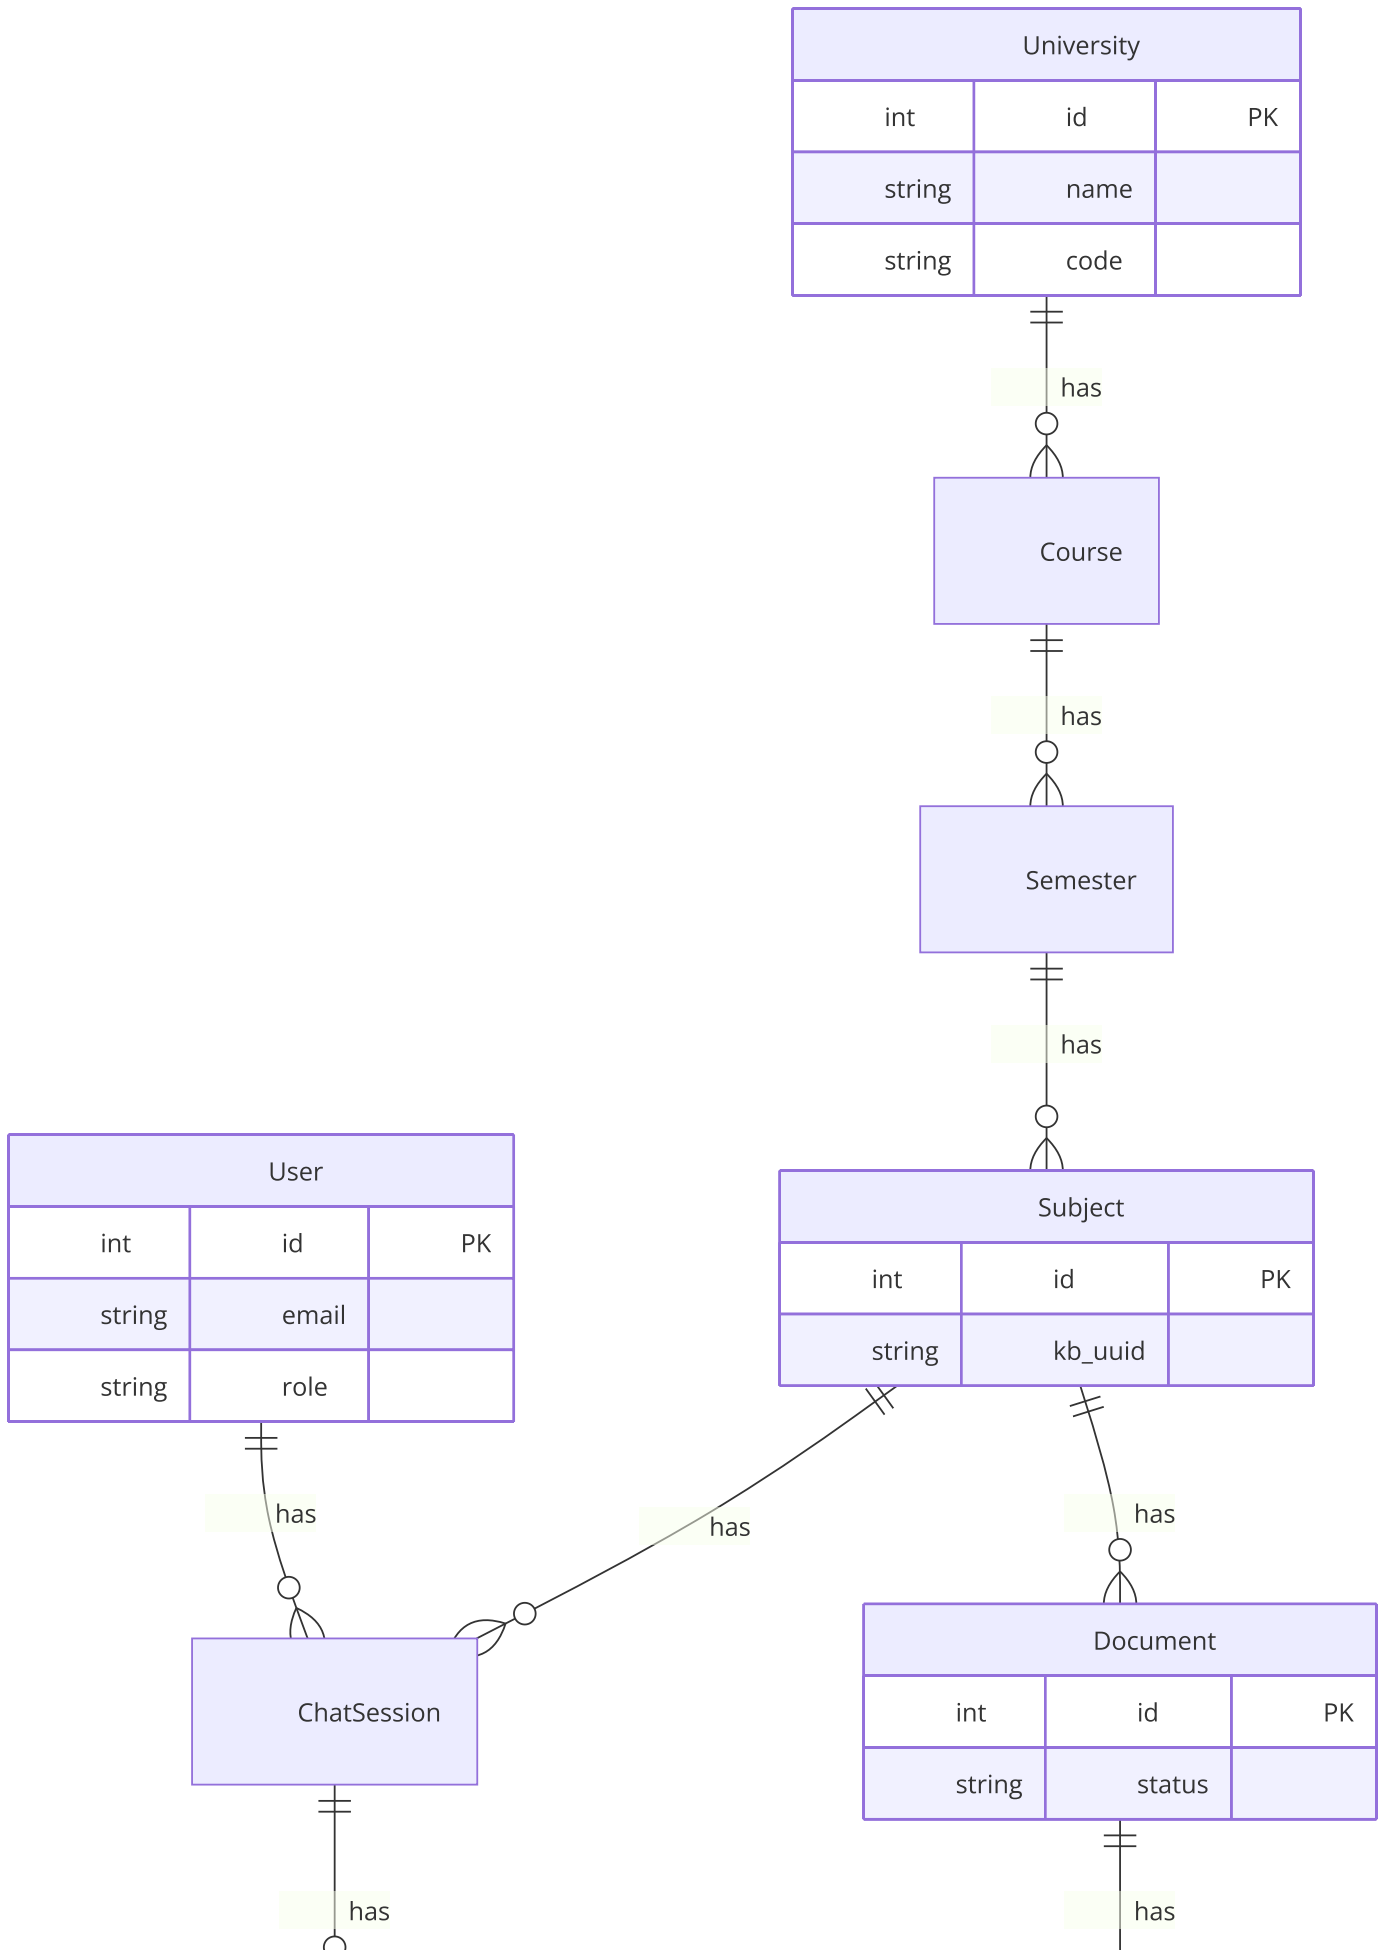 University
int id PK
string name
string code
has
Course
has
Semester
has
User
int id PK
string email
string role
Subject
int id PK
string kb_uuid
has
has
has
ChatSession
Document
int id PK
string status
has
has